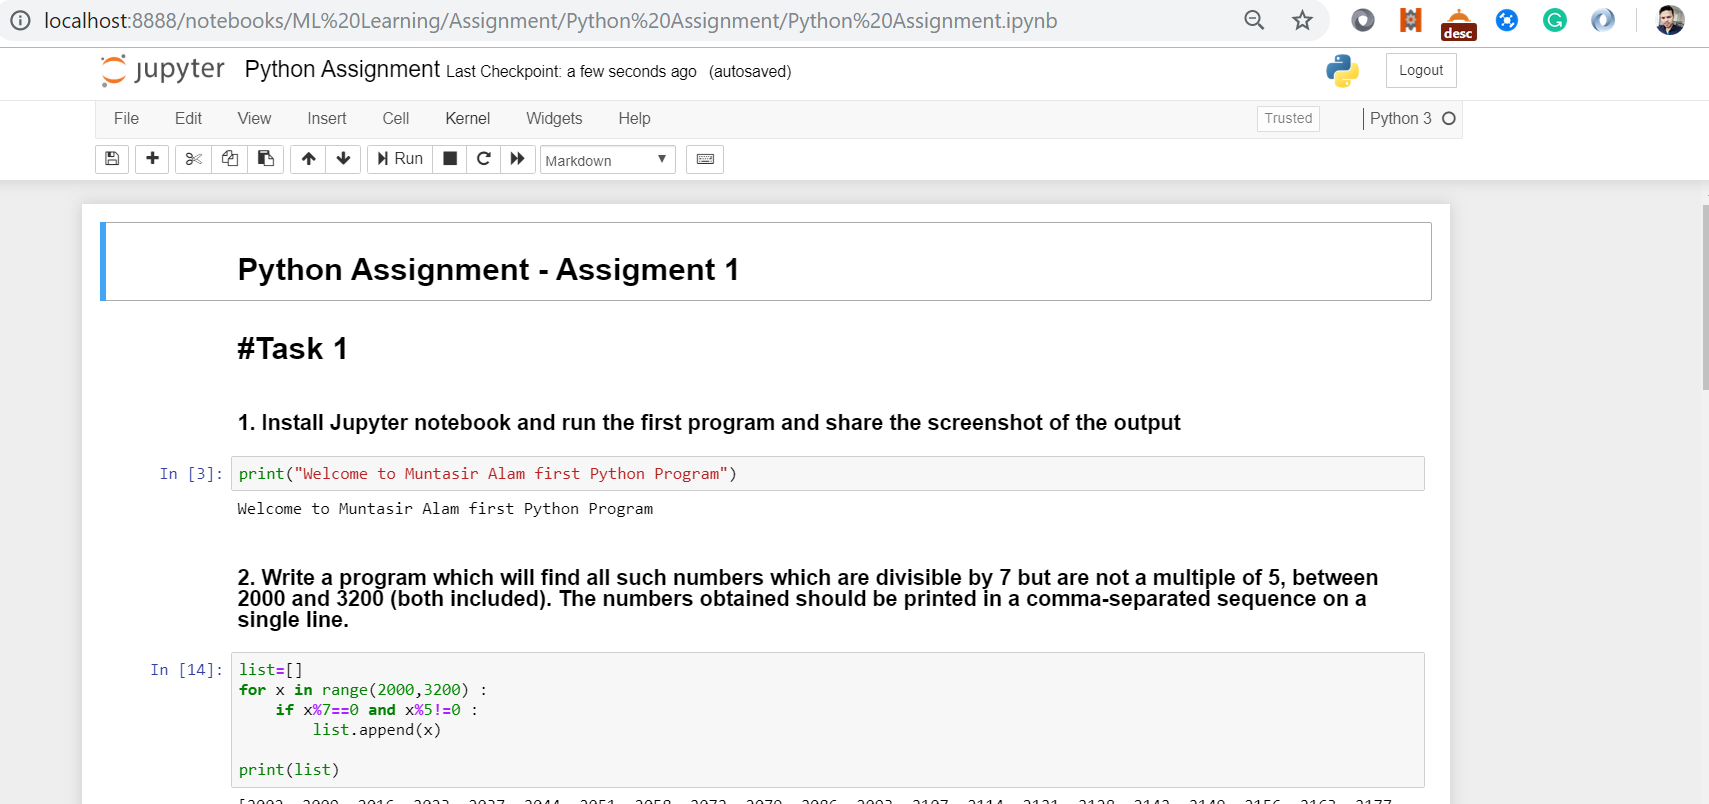 localhost:8888/notebooks/ML%20Learning/Assignment/Python%20Assignment/Python%20Assignment.ipynb
desc
jupyter Python Assignment Last Checkpoint: a few seconds ago (autosaved)
Logout
File Edit View Insert Cell Kernel Widgets Help
Trusted
Python 3
Run
Markdown
Python Assignment - Assigment 1
#Task 1
1. Install Jupyter notebook and run the first program and share the screenshot of the output
In [3]: print("Welcome to Muntasir Alam first Python Program")
Welcome to Muntasir Alam first Python Program
2. Write a program which will find all such numbers which are divisible by 7 but are not a multiple of 5, between
2000 and 3200 (both included). The numbers obtained should be printed in a comma-separated sequence on a
single line.
In [14]: list=[]
for x in range(2000,3200) :
if x%7==0 and x%5!=0 :
list.append(x)
print(list)